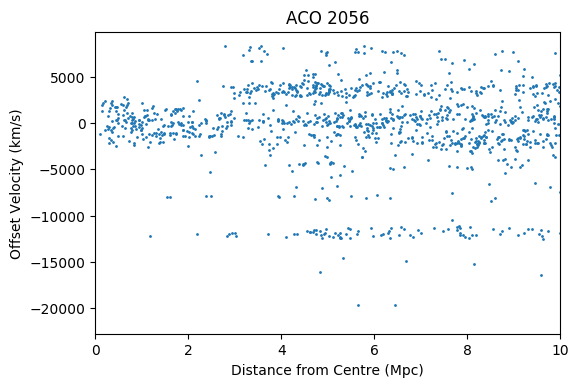 ACO 2056
Offset Velocity (km/s)
5000
0
−5000
−10000
−15000
−20000
0 2 4 6 8 10
Distance from Centre (Mpc)